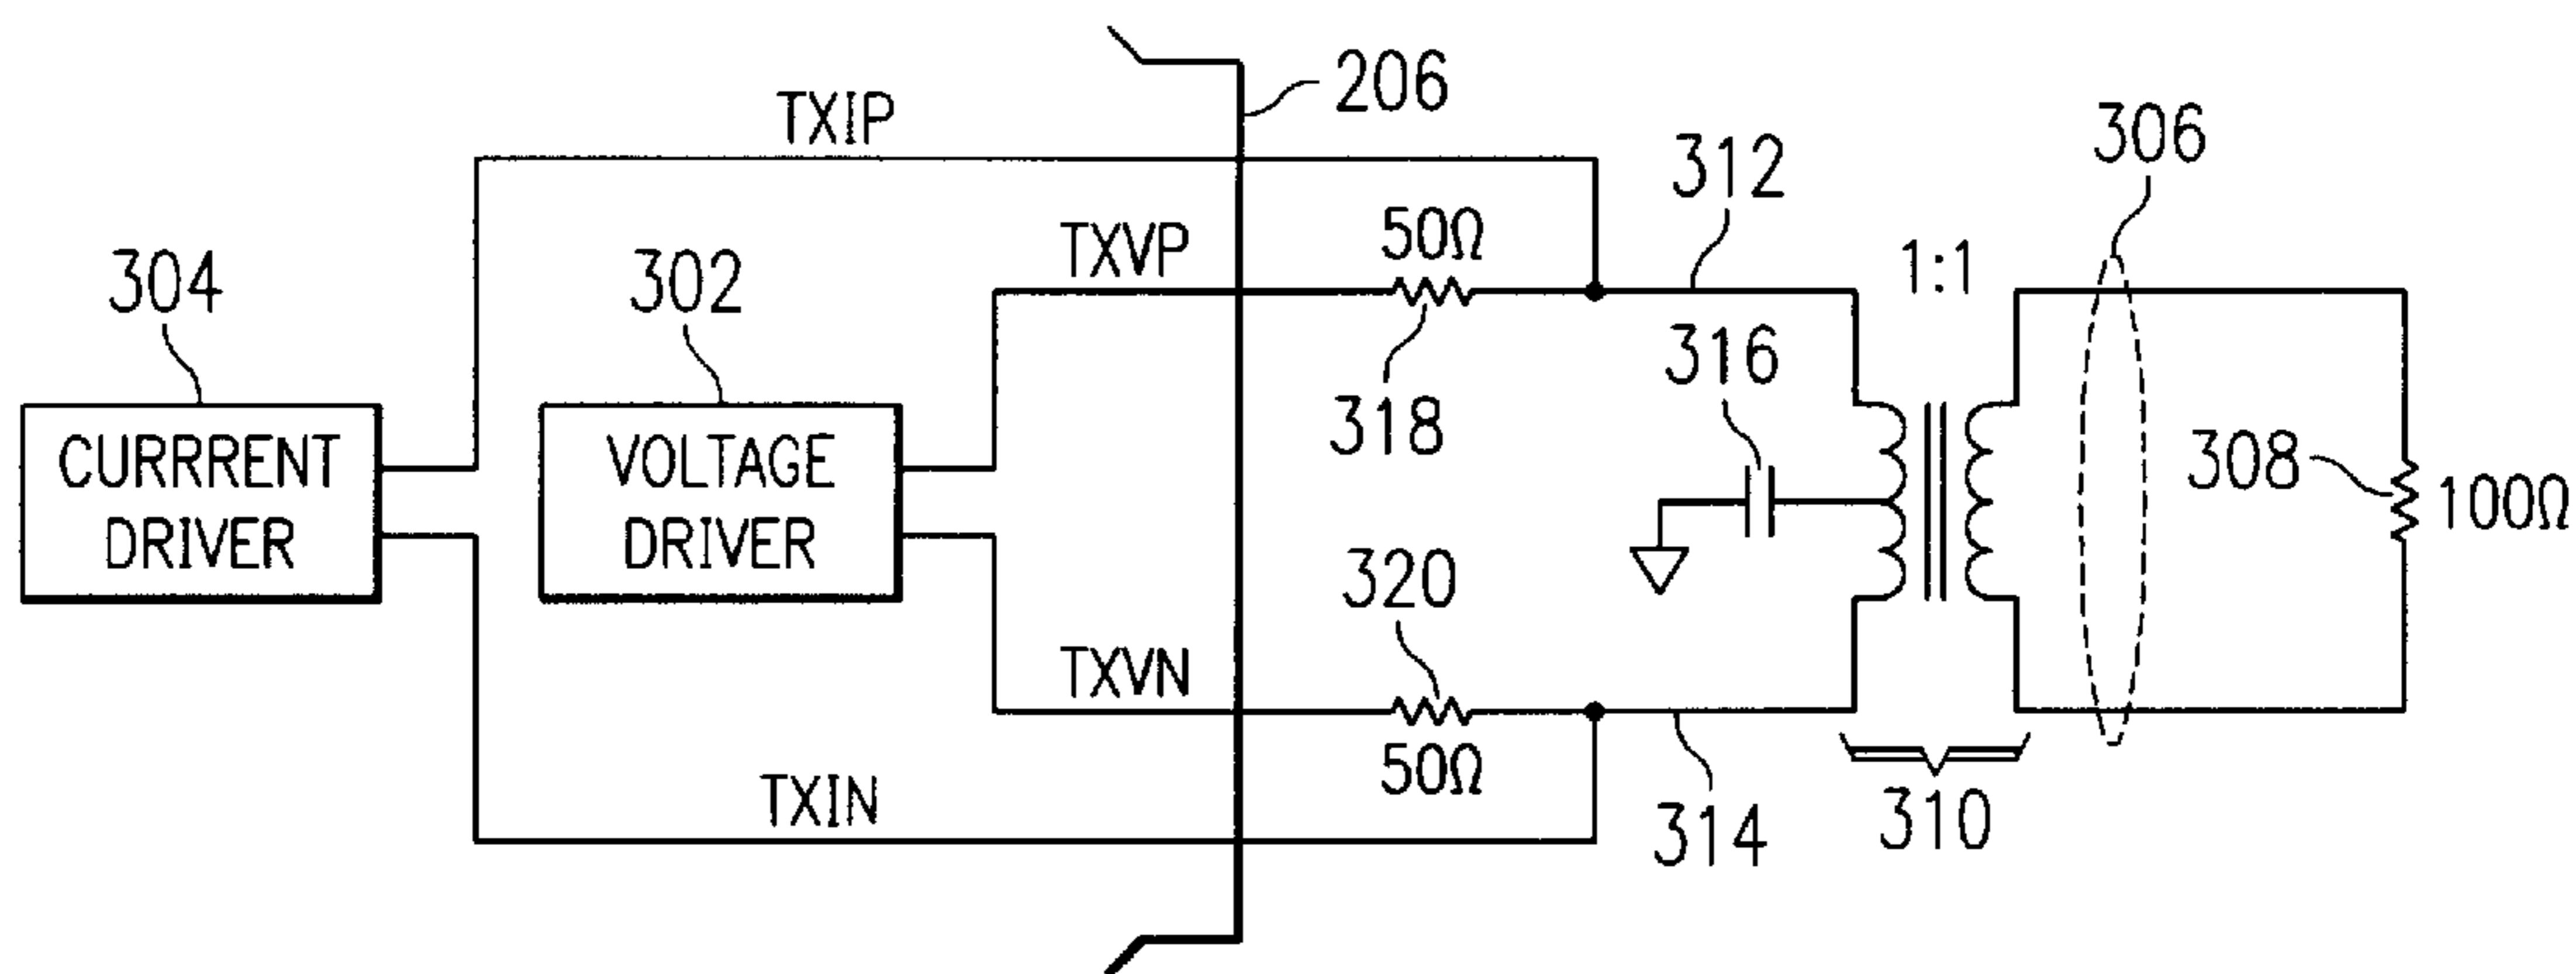 206
TXIP
306
312
50Ω
1:1
TXVP
304
302
316
318
CURRRENT
DRIVER
VOLTAGE
DRIVER
308
100Ω
320
TXVN
50Ω
TXIN
314
310